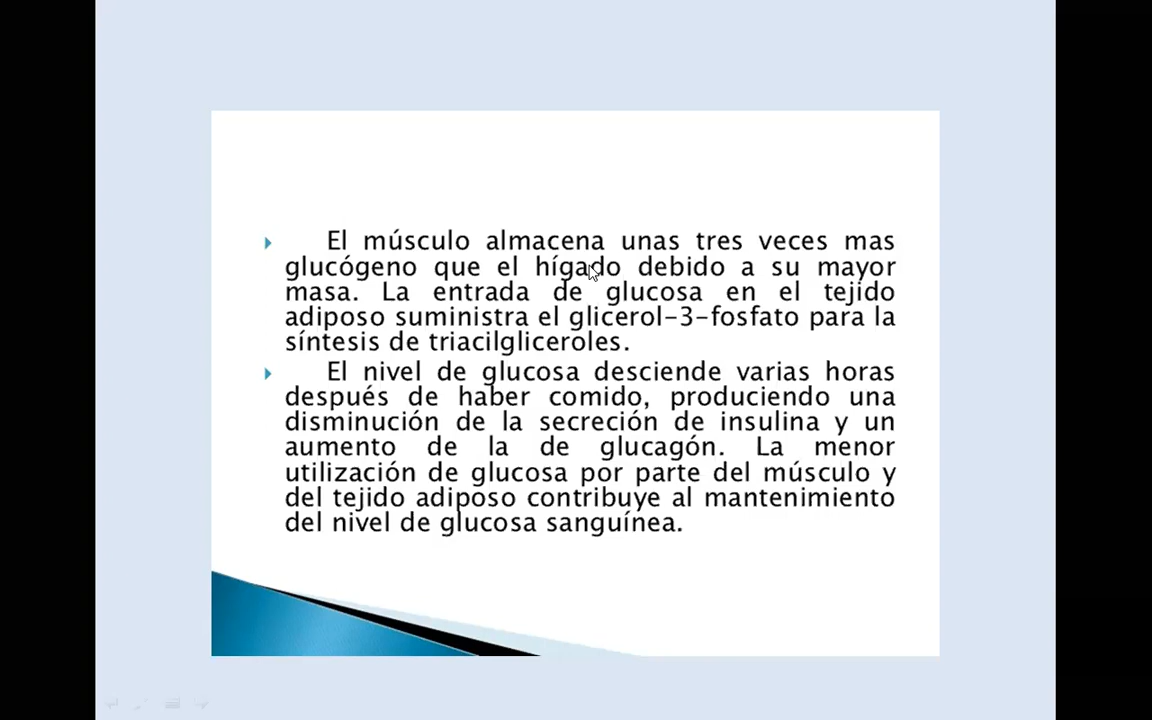 El músculo almacena unas tres veces mas
glucógeno que el hígado debido a su mayor
masa. La entrada de glucosa en el tejido
adiposo suministra el glicerol-3-fosfato para la
síntesis de triacilgliceroles.
El nivel de glucosa desciende varias horas
después de haber comido, produciendo una
disminución de la secreción de insulina y un
aumento de la de glucagón. La menor
utilización de glucosa por parte del músculo y
del tejido adiposo contribuye al mantenimiento
del nivel de glucosa sanguínea.